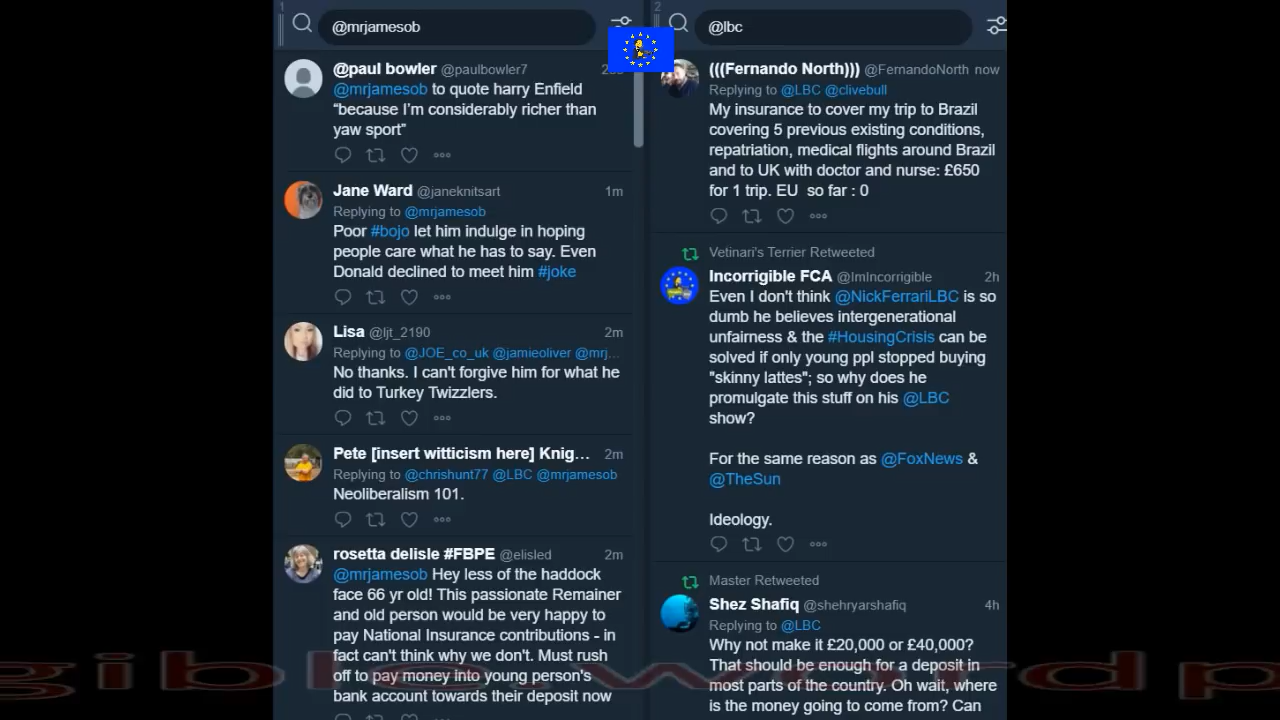 1
@mrjamesob
@paul bowler @paulbowler7
@mrjamesob to quote harry Enfield
“because I’m considerably richer than
yaw sport”
Jane Ward @janeknitsart 1m
Replying to @mrjamesob
Poor #bojo let him indulge in hoping
people care what he has to say. Even
Donald declined to meet him #joke
Lisa @ljt_2190 2m
Replying to @JOE_co_uk @jamieoliver @mrj...
No thanks. I can't forgive him for what he
did to Turkey Twizzlers.
Pete [insert witticism here] Knig... 2m
Replying to @chrishunt77 @LBC @mrjamesob
Neoliberalism 101.
rosetta delisle #FBPE @elisled 2m
@mrjamesob Hey less of the haddock
face 66 yr old! This passionate Remainer
and old person would be very happy to
pay National Insurance contributions - in
fact can't think why we don't. Must rush
off to pay money into young person's
bank account towards their deposit now
2
@lbc
(((Fernando North))) @FernandoNorth now
Replying to @LBC @clivebull
My insurance to cover my trip to Brazil
covering 5 previous existing conditions,
repatriation, medical flights around Brazil
and to UK with doctor and nurse: £650
for 1 trip. EU so far : 0
Vetinari's Terrier Retweeted
Incorrigible FCA @ImIncorrigible 2h
Even I don't think @NickFerrariLBC is so
dumb he believes intergenerational
unfairness & the #HousingCrisis can be
solved if only young ppl stopped buying
"skinny lattes"; so why does he
promulgate this stuff on his @LBC
show?
For the same reason as @FoxNews &
@TheSun
Ideology.
Master Retweeted
Shez Shafiq @shehryarshafiq 4h
Replying to @LBC
Why not make it £20,000 or £40,000?
That should be enough for a deposit in
most parts of the country. Oh wait, where
is the money going to come from? Can
gible.wordp